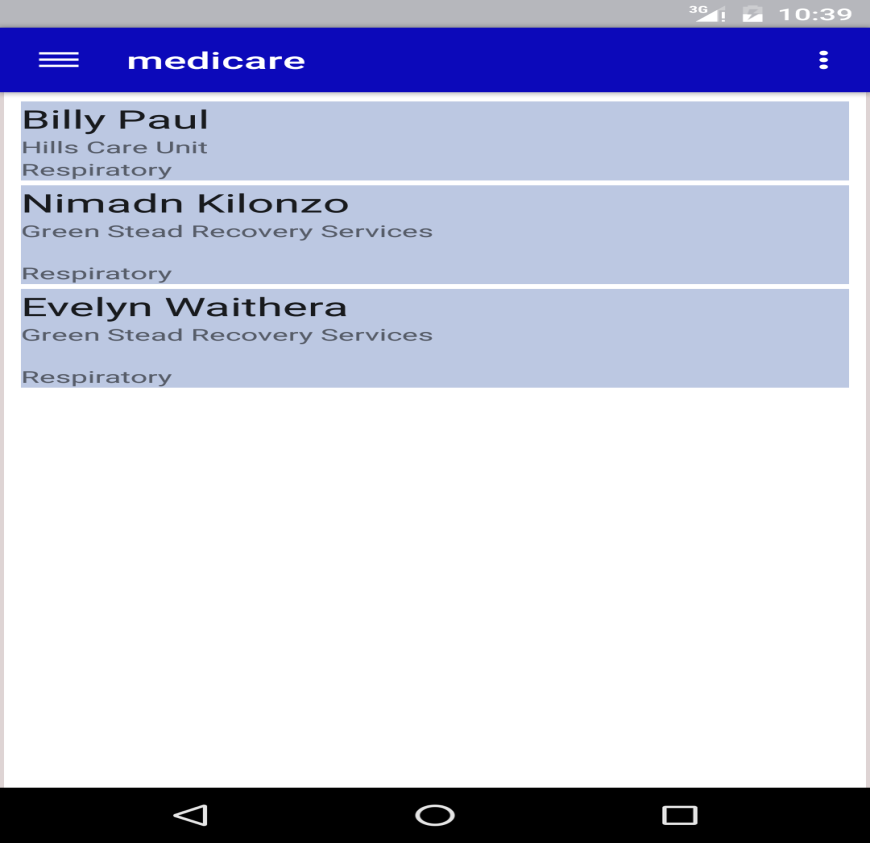 3G 10:39
medicare
Billy Paul
Hills Care Unit
Respiratory
Nimadn Kilonzo
Green Stead Recovery Services
Respiratory
Evelyn Waithera
Green Stead Recovery Services
Respiratory